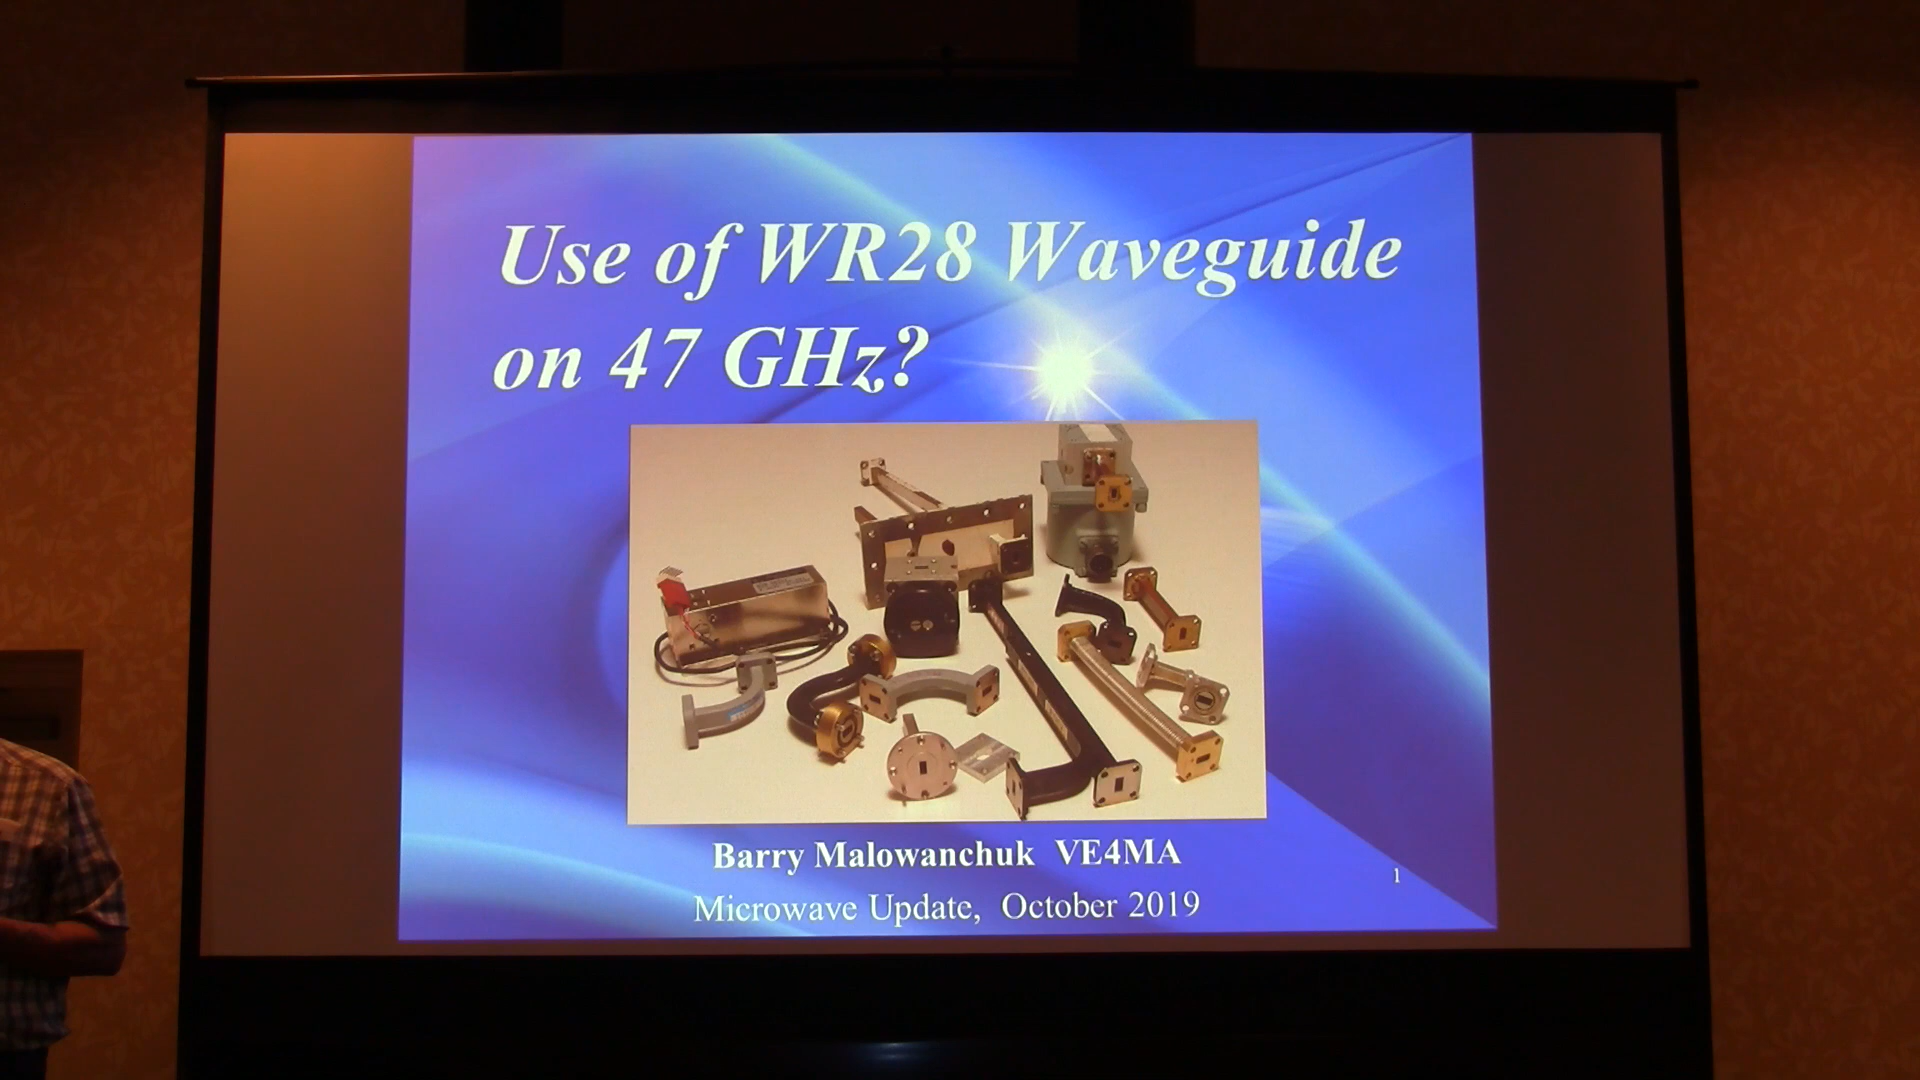 Use of WR28 Waveguide
on 47 GHz?
Barry Malowanchuk VE4MA
1
Microwave Update, October 2019